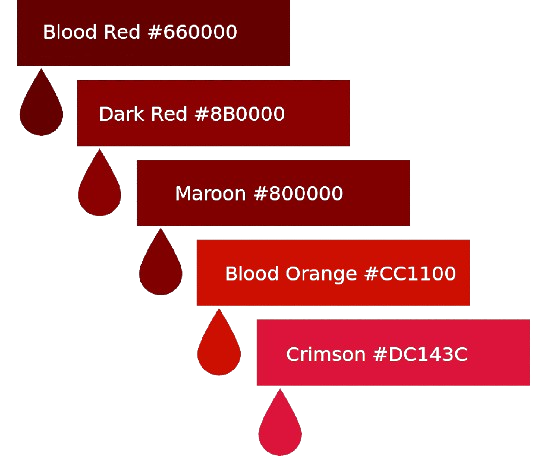 Blood Red #660000
Dark Red #8B0000
Maroon #800000
Blood Orange #CC1100
Crimson #DC143C